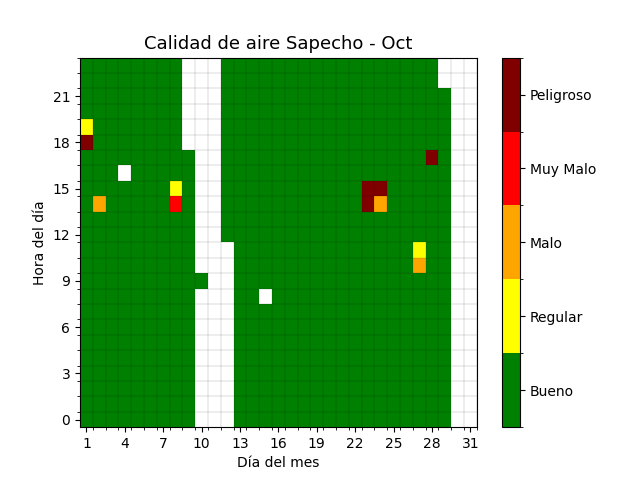 Calidad de aire Sapecho - Oct
Hora del día
21
18
15
12
9
6
3
0
1 4 7 10 13 16 19 22 25 28 31
Día del mes
Peligroso
Muy Malo
Malo
Regular
Bueno